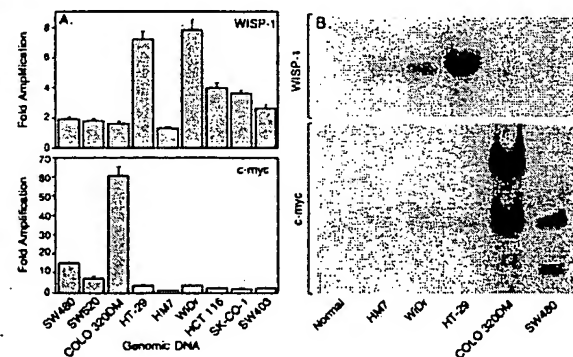 A.
WISP-1
Fold Amplification
8
6
4
2
0
c-myc
Fold Amplification
70
60
50
40
30
20
10
0
SW480
SW620
COLO 320DM
HT-29
HM7
WiDr
HCT 116
SK-CO-1
SW403
Genomic DNA
B.
WISP-1
c-myc
Normal
HM7
WiDr
HT-29
COLO 320DM
SW480